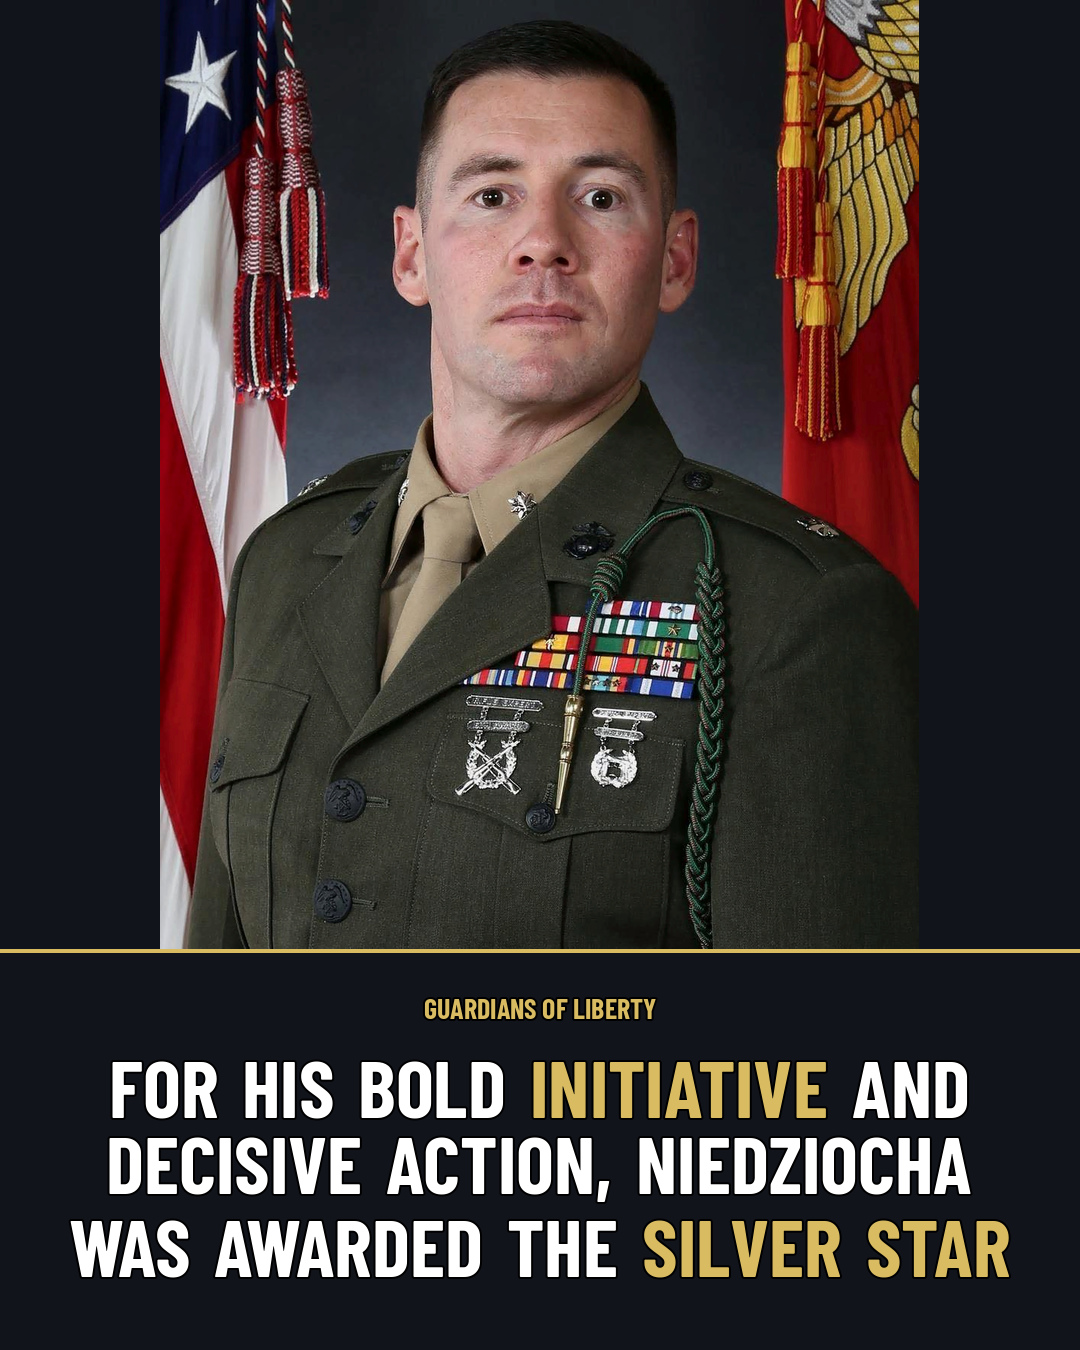 GUARDIANS OF LIBERTY
FOR HIS BOLD INITIATIVE AND
DECISIVE ACTION, NIEDZIOCHA
WAS AWARDED THE SILVER STAR